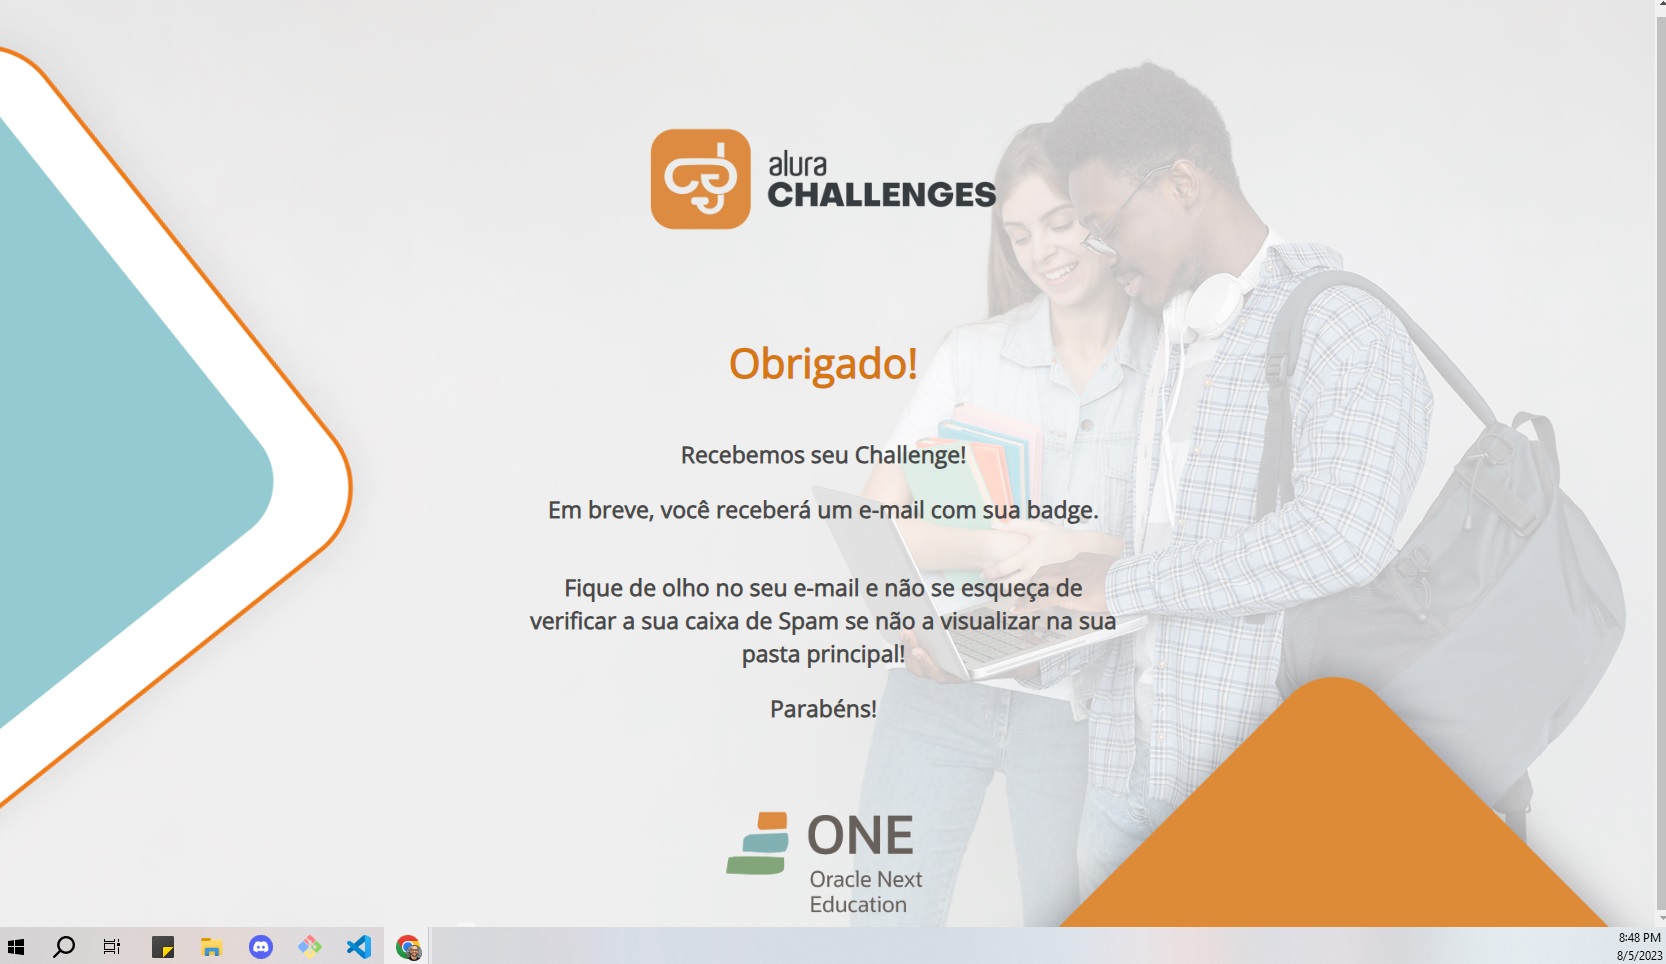 alura
CHALLENGES
Obrigado!
Recebemos seu Challenge!
Em breve, você receberá um e-mail com sua badge.
Fique de olho no seu e-mail e não se esqueça de
verificar a sua caixa de Spam se não a visualizar na sua
pasta principal!
Parabéns!
ONE
Oracle Next
Education
8:48 PM
8/5/2023